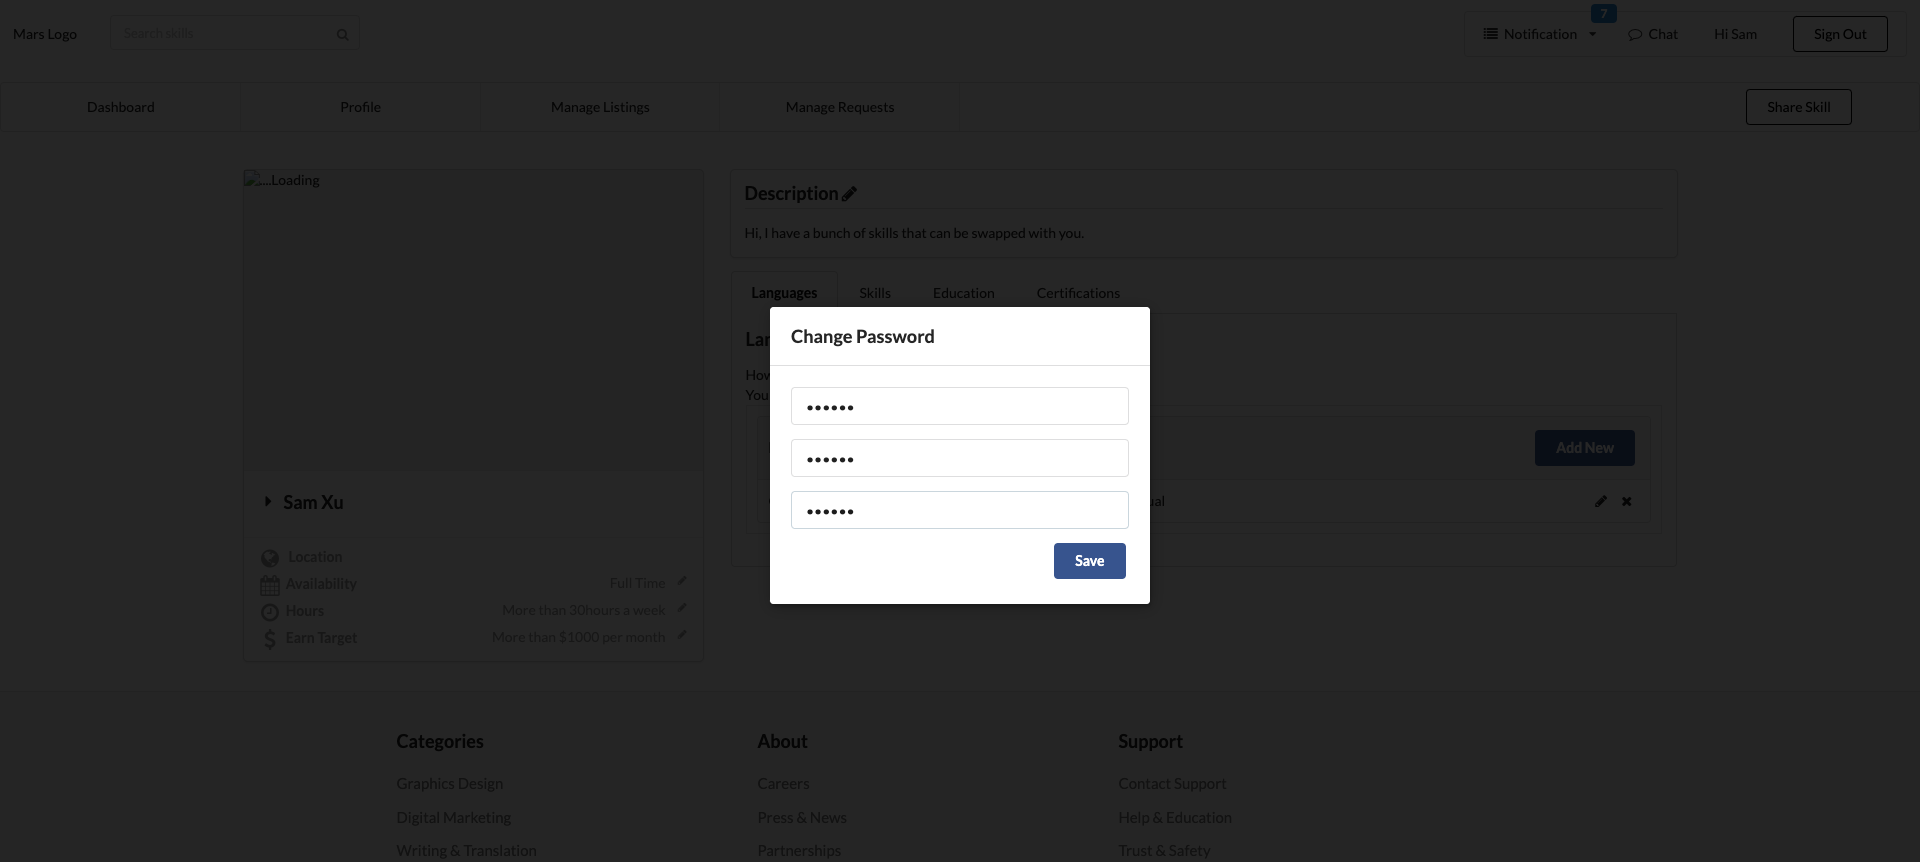 Mars Logo
Search skills
7
Notification
Chat
Hi Sam
Sign Out
Dashboard
Profile
Manage Listings
Manage Requests
Share Skill
....Loading
Description
Hi, I have a bunch of skills that can be swapped with you.
Languages
Skills
Education
Certifications
Change Password
••••••
••••••
••••••
Save
Add New
Sam Xu
Location
Availability
Full Time
Hours
More than 30hours a week
Earn Target
More than $1000 per month
Categories
About
Support
Graphics Design
Careers
Contact Support
Digital Marketing
Press & News
Help & Education
Writing & Translation
Partnerships
Trust & Safety